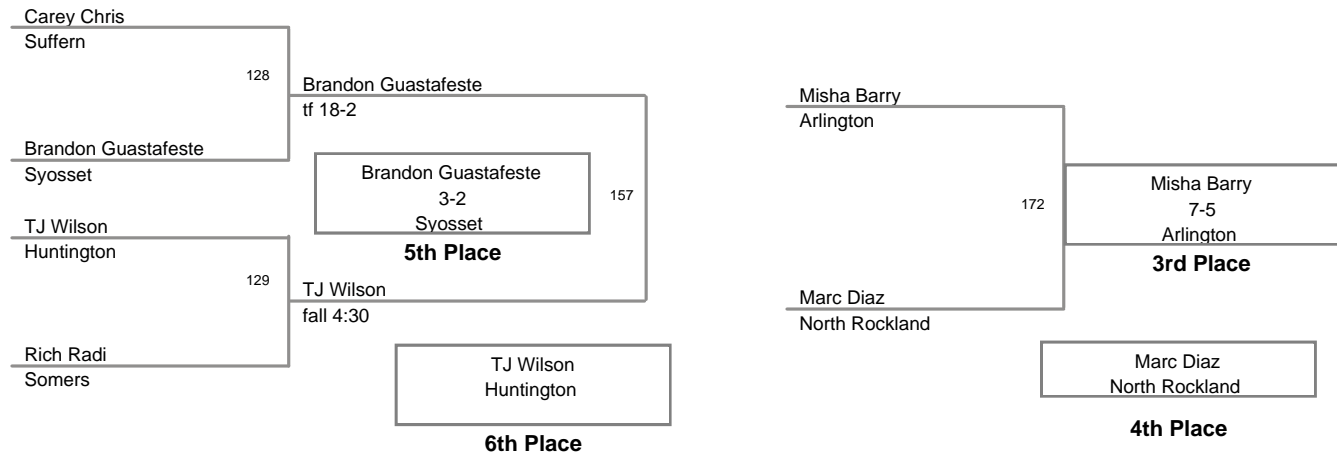 Carey Chris
Suffern
128
Brandon Guastafeste
tf 18-2
Brandon Guastafeste
Syosset
Brandon Guastafeste
3-2
Syosset
5th Place
157
TJ Wilson
Huntington
129
TJ Wilson
fall 4:30
Rich Radi
Somers
TJ Wilson
Huntington
6th Place
Misha Barry
Arlington
172
Misha Barry
7-5
Arlington
3rd Place
Marc Diaz
North Rockland
Marc Diaz
North Rockland
4th Place